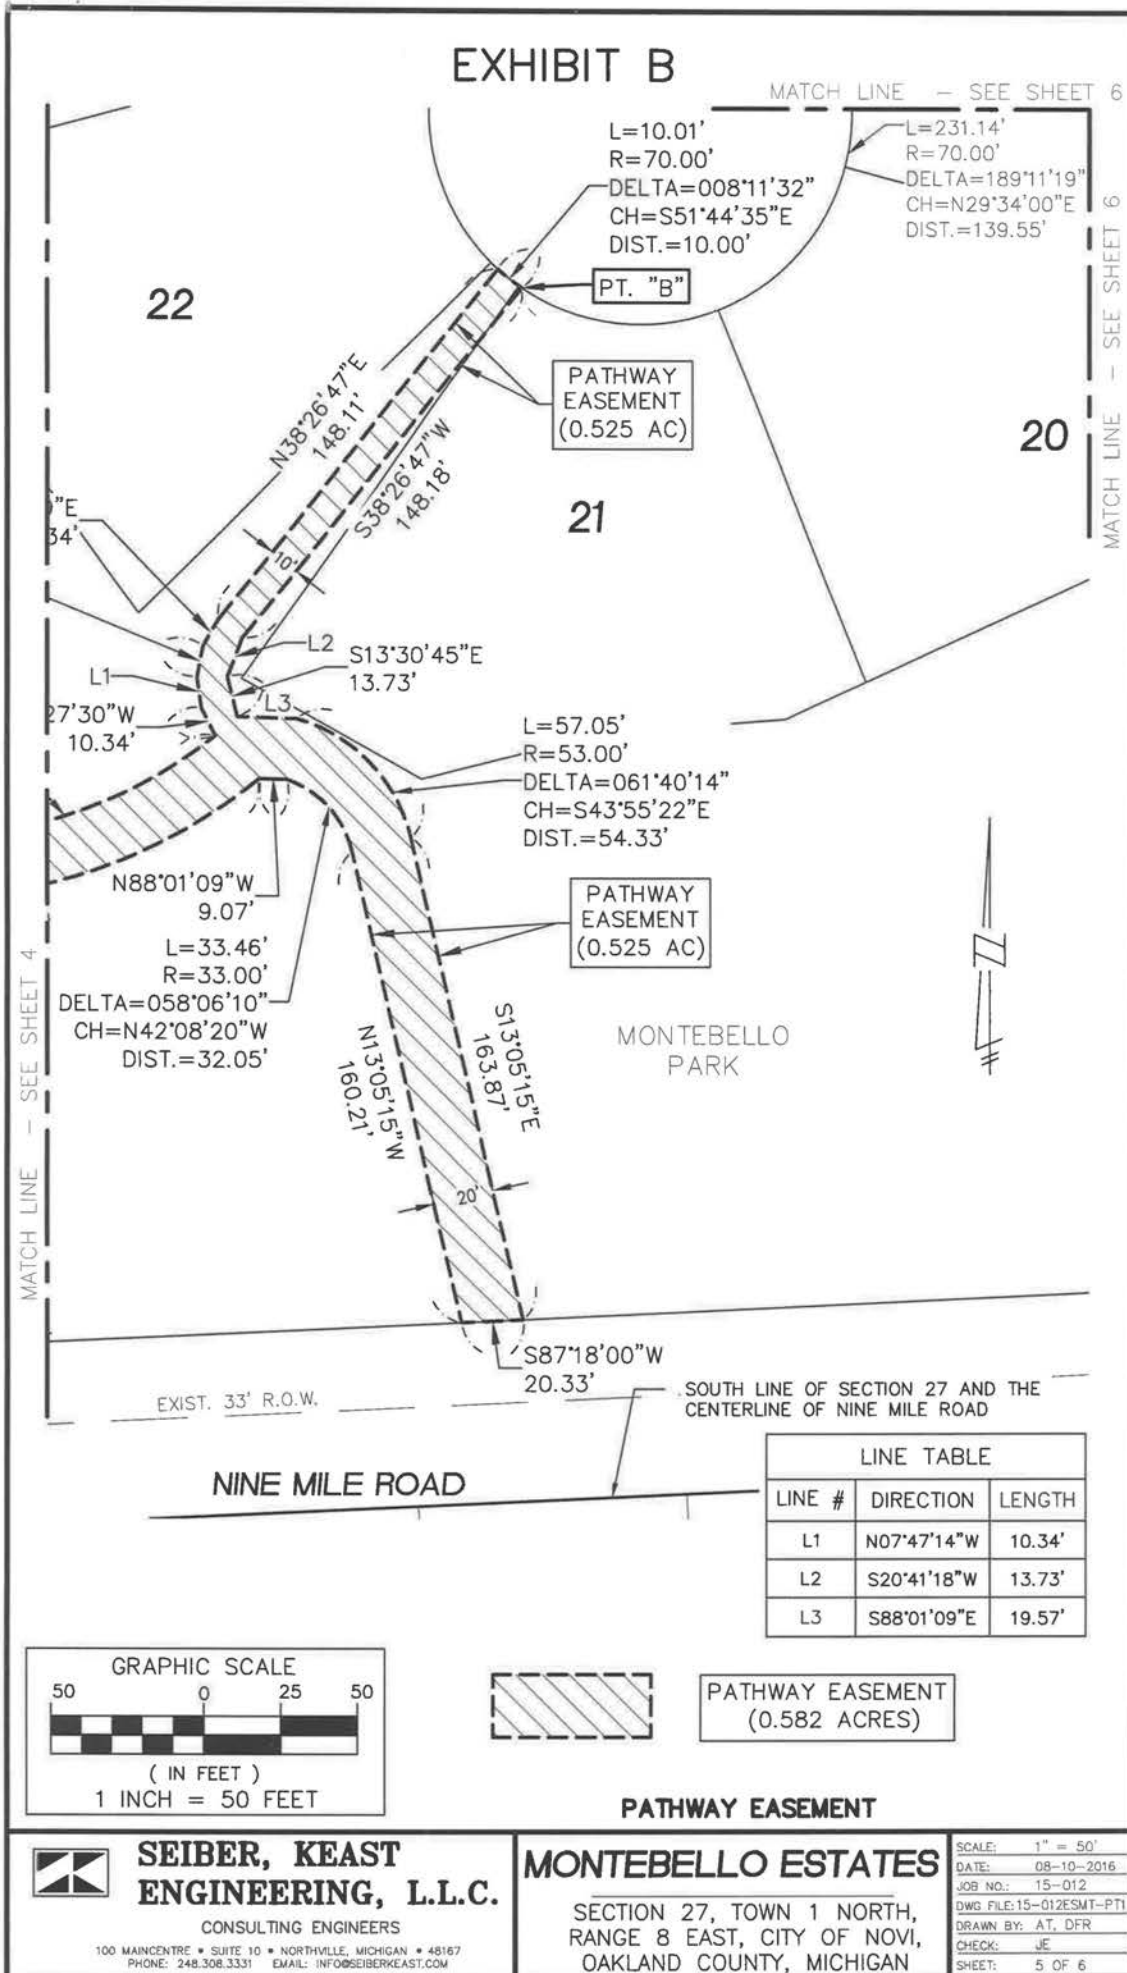 EXHIBIT B
MATCH LINE - SEE SHEET 6
L=10.01'
R=70.00'
DELTA=008°11'32"
CH=S51°44'35"E
DIST.=10.00'
L=231.14'
R=70.00'
DELTA=189°11'19"
CH=N29°34'00"E
DIST.=139.55'
MATCH LINE - SEE SHEET 6
PT. "B"
22
PATHWAY
EASEMENT
(0.525 AC)
20
N38°26'47"E
148.11'
S38°26'47"W
148.18'
21
"E
34'
10'
L2
S13°30'45"E
13.73'
L1
L3
27'30"W
10.34'
L=57.05'
R=53.00'
DELTA=061°40'14"
CH=S43°55'22"E
DIST.=54.33'
N88°01'09"W
9.07'
PATHWAY
EASEMENT
(0.525 AC)
L=33.46'
R=33.00'
DELTA=058°06'10"
CH=N42°08'20"W
DIST.=32.05'
MATCH LINE - SEE SHEET 4
N13°05'15"W
160.21'
S13°05'15"E
163.87'
MONTEBELLO
PARK
N
20'
S87°18'00"W
20.33'
EXIST. 33' R.O.W.
SOUTH LINE OF SECTION 27 AND THE
CENTERLINE OF NINE MILE ROAD
NINE MILE ROAD
LINE TABLE
LINE # DIRECTION LENGTH
L1 N07°47'14"W 10.34'
L2 S20°41'18"W 13.73'
L3 S88°01'09"E 19.57'
GRAPHIC SCALE
50 0 25 50
( IN FEET )
1 INCH = 50 FEET
PATHWAY EASEMENT
(0.582 ACRES)
PATHWAY EASEMENT
SEIBER, KEAST
ENGINEERING, L.L.C.
CONSULTING ENGINEERS
100 MAINCENTRE • SUITE 10 • NORTHVILLE, MICHIGAN • 48167
PHONE: 248.308.3331 EMAIL: INFO@SEIBERKEAST.COM
MONTEBELLO ESTATES
SECTION 27, TOWN 1 NORTH,
RANGE 8 EAST, CITY OF NOVI,
OAKLAND COUNTY, MICHIGAN
SCALE: 1" = 50'
DATE: 08-10-2016
JOB NO.: 15-012
DWG FILE: 15-012ESMT-PT1
DRAWN BY: AT, DFR
CHECK: JE
SHEET: 5 OF 6